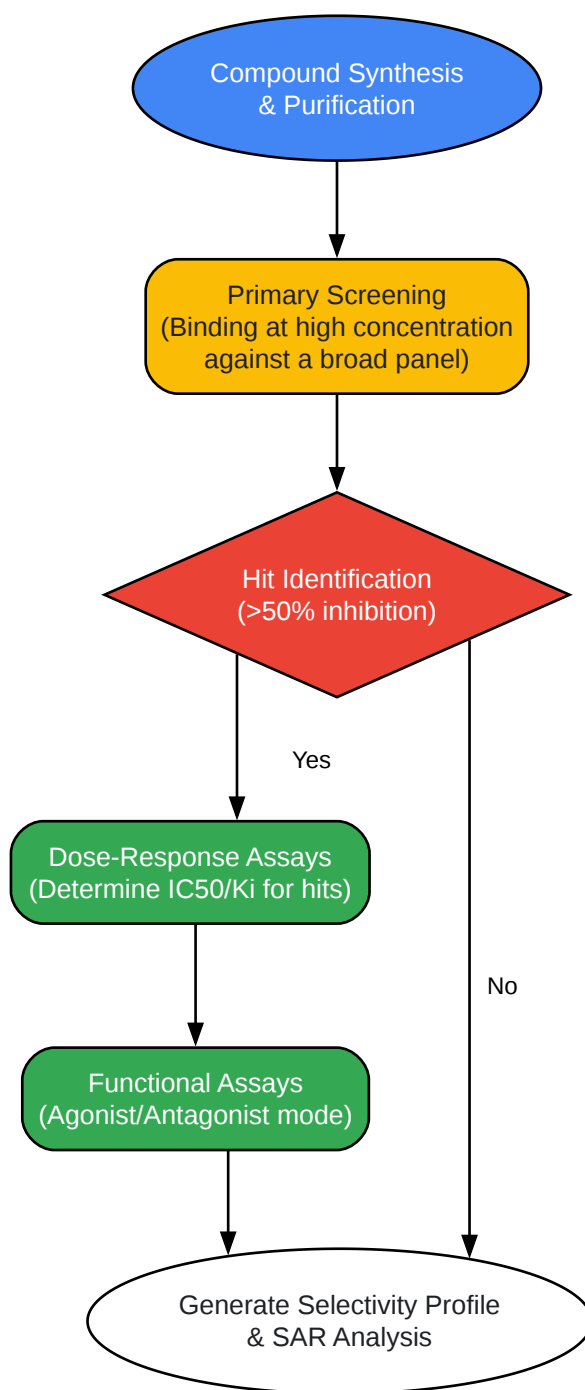 Compound Synthesis
& Purification
Primary Screening
(Binding at high concentration
against a broad panel)
Hit Identification
(>50% inhibition)
Yes
Dose-Response Assays
(Determine IC50/Ki for hits)
No
Functional Assays
(Agonist/Antagonist mode)
Generate Selectivity Profile
& SAR Analysis